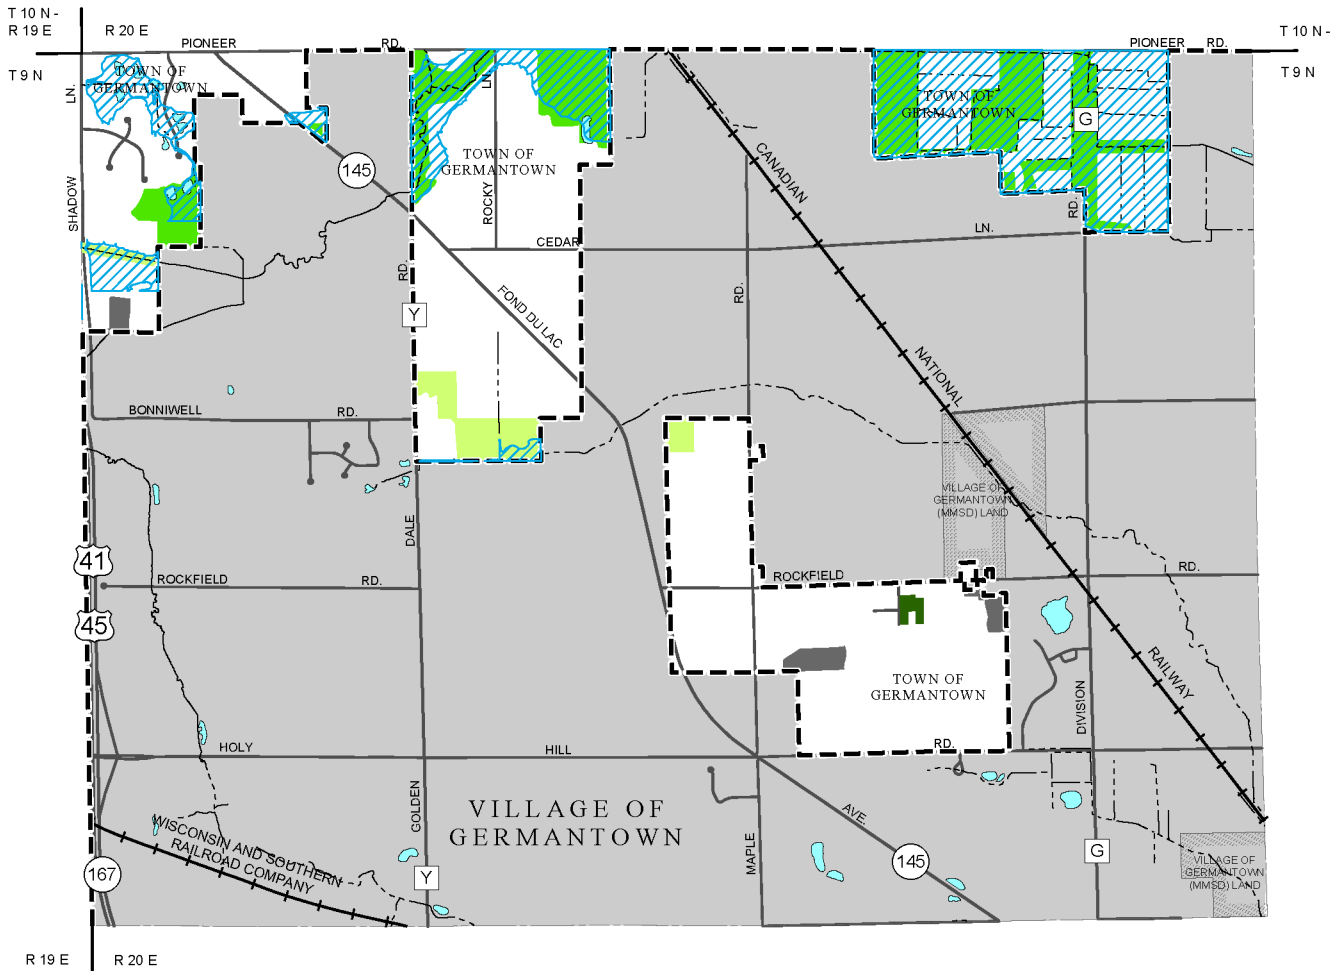 T 10 N -
R 19 E
R 20 E
T 9 N
T 10 N -
T 9 N
PIONEER RD.
PIONEER RD.
TOWN OF
GERMANTOWN
LN.
SHADOW
145
TOWN OF
GERMANTOWN
LN
ROCKY
CEDAR
LN.
TOWN OF
GERMANTOWN
G
RD.
CANADIAN
NATIONAL
RAILWAY
RD.
Y
FOND DU LAC
RD.
BONNIWELL RD.
VILLAGE OF
GERMANTOWN
(MMSD) LAND
DALE
41
45
ROCKFIELD RD.
ROCKFIELD
RD.
TOWN OF
GERMANTOWN
DIVISION
HOLY HILL RD.
GOLDEN
VILLAGE OF
GERMANTOWN
MAPLE
AVE.
145
G
WISCONSIN AND SOUTHERN
RAILROAD COMPANY
167
Y
VILLAGE OF
GERMANTOWN
(MMSD) LAND
R 19 E
R 20 E